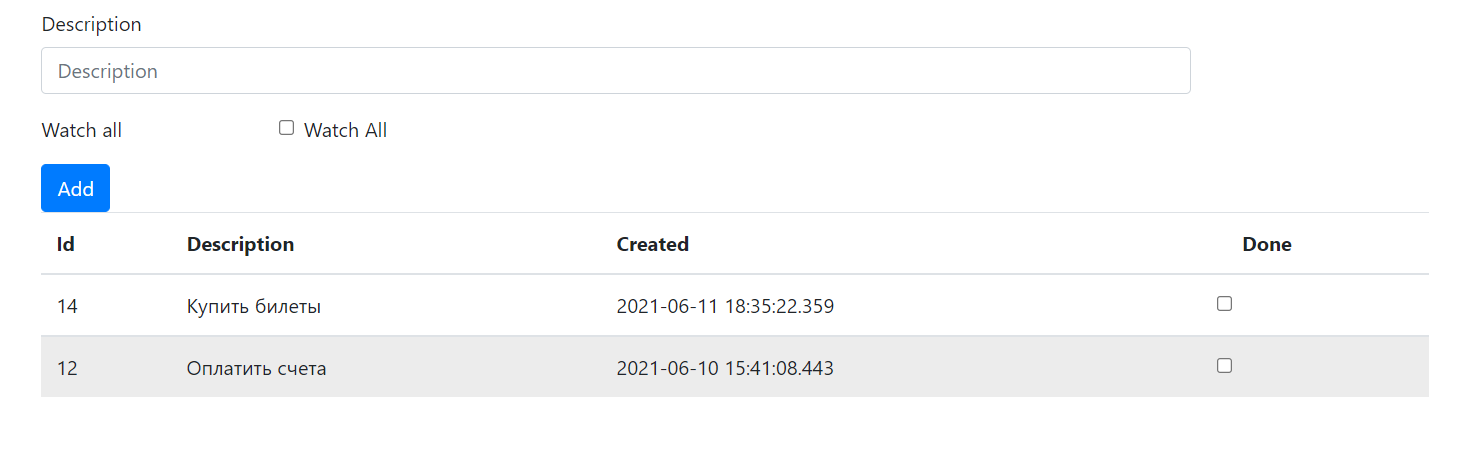 Description
Description
Watch all Watch All
Add
Id Description Created Done
14 Купить билеты 2021-06-11 18:35:22.359
12 Оплатить счета 2021-06-10 15:41:08.443